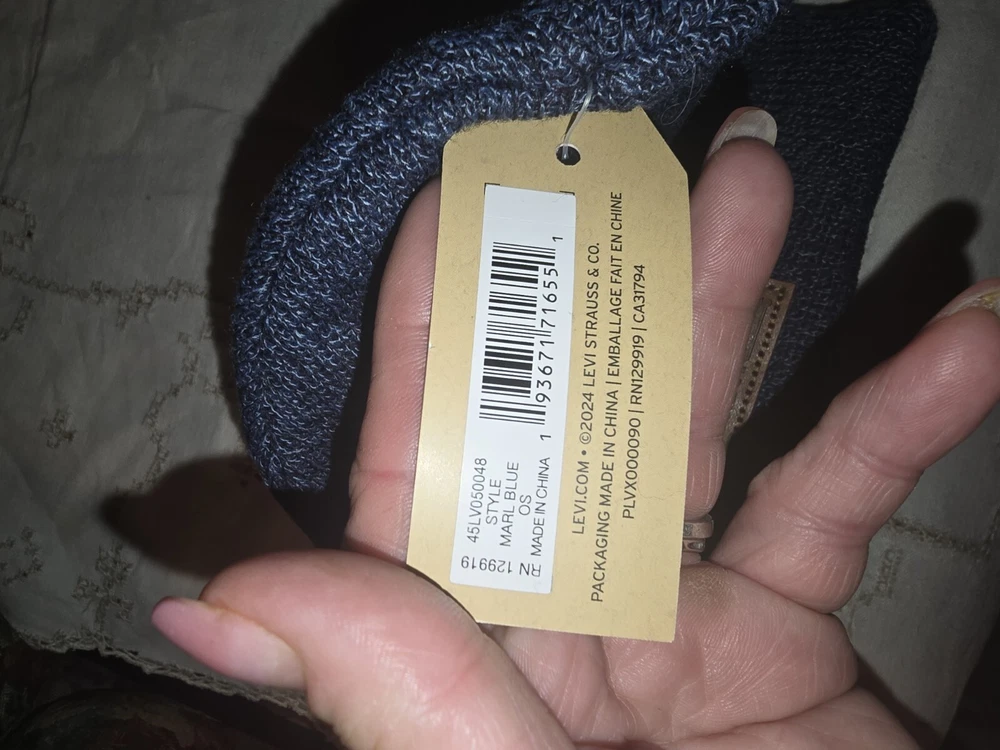 45LV050048
STYLE
MARL BLUE
OS
MADE IN CHINA
RN 129919
1 93671 71655 1
LEVI.COM • ©2024 LEVI STRAUSS & CO.
PACKAGING MADE IN CHINA | EMBALLAGE FAIT EN CHINE
PLVX000090 | RN129919 | CA31794